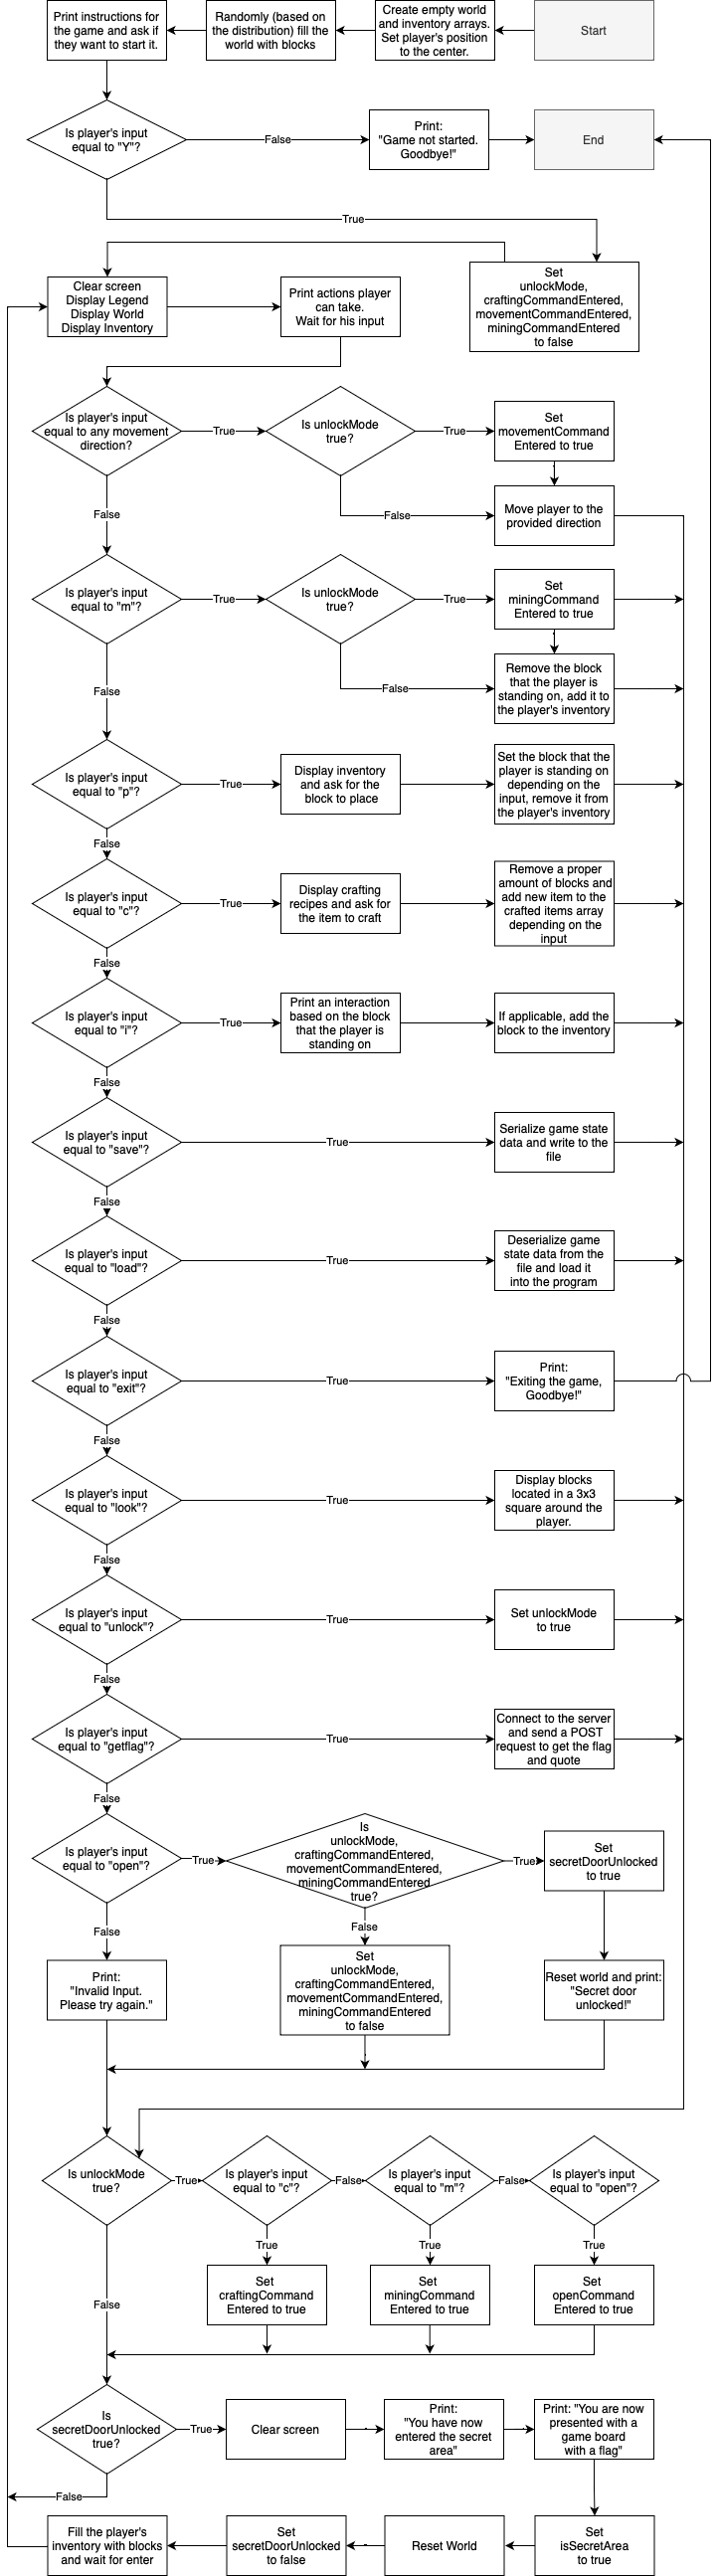 Print instructions for
the game and ask if
they want to start it.
Randomly (based on
the distribution) fill the
world with blocks
Create empty world
and inventory arrays.
Set player's position
to the center.
Start
Is player's input
equal to "Y"?
False
Print:
"Game not started.
Goodbye!"
End
True
Clear screen
Display Legend
Display World
Display Inventory
Print actions player
can take.
Wait for his input
Set
unlockMode,
craftingCommandEntered,
movementCommandEntered,
miningCommandEntered
to false
Is player's input
equal to any movement
direction?
True
Is unlockMode
true?
True
Set
movementCommand
Entered to true
False
False
Move player to the
provided direction
Is player's input
equal to "m"?
True
Is unlockMode
true?
True
Set
miningCommand
Entered to true
False
False
Remove the block
that the player is
standing on, add it to
the player's inventory
Is player's input
equal to "p"?
True
Display inventory
and ask for the
block to place
Set the block that the
player is standing on
depending on the
input, remove it from
the player's inventory
False
Is player's input
equal to "c"?
True
Display crafting
recipes and ask for
the item to craft
Remove a proper
amount of blocks and
add new item to the
crafted items array
depending on the
input
False
Is player's input
equal to "i"?
True
Print an interaction
based on the block
that the player is
standing on
If applicable, add the
block to the inventory
False
Is player's input
equal to "save"?
True
Serialize game state
data and write to the
file
False
Is player's input
equal to "load"?
True
Deserialize game
state data from the
file and load it
into the program
False
Is player's input
equal to "exit"?
True
Print:
"Exiting the game,
Goodbye!"
False
Is player's input
equal to "look"?
True
Display blocks
located in a 3x3
square around the
player.
False
Is player's input
equal to "unlock"?
True
Set unlockMode
to true
False
Is player's input
equal to "getflag"?
True
Connect to the server
and send a POST
request to get the flag
and quote
False
Is player's input
equal to "open"?
True
Is
unlockMode,
craftingCommandEntered,
movementCommandEntered,
miningCommandEntered
true?
True
Set
secretDoorUnlocked
to true
False
False
Print:
"Invalid Input.
Please try again."
Set
unlockMode,
craftingCommandEntered,
movementCommandEntered,
miningCommandEntered
to false
Reset world and print:
"Secret door
unlocked!"
Is unlockMode
true?
True
Is player's input
equal to "c"?
False
Is player's input
equal to "m"?
False
Is player's input
equal to "open"?
True
True
True
False
Set
craftingCommand
Entered to true
Set
miningCommand
Entered to true
Set
openCommand
Entered to true
Is
secretDoorUnlocked
true?
True
Clear screen
Print:
"You have now
entered the secret
area"
Print: "You are now
presented with a
game board
with a flag"
False
Fill the player's
inventory with blocks
and wait for enter
Set
secretDoorUnlocked
to false
Reset World
Set
isSecretArea
to true